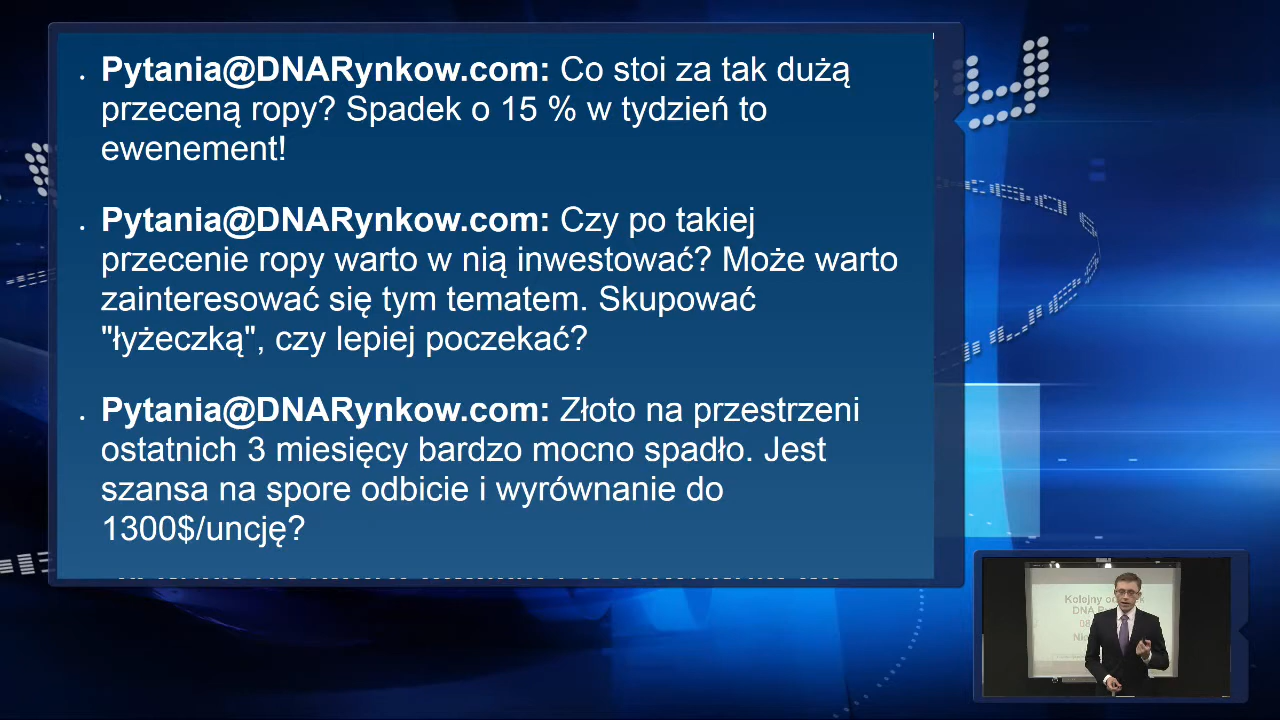 • Pytania@DNARynkow.com: Co stoi za tak dużą
przeceną ropy? Spadek o 15 % w tydzień to
ewenement!
• Pytania@DNARynkow.com: Czy po takiej
przecenie ropy warto w nią inwestować? Może warto
zainteresować się tym tematem. Skupować
"łyżeczką", czy lepiej poczekać?
• Pytania@DNARynkow.com: Złoto na przestrzeni
ostatnich 3 miesięcy bardzo mocno spadło. Jest
szansa na spore odbicie i wyrównanie do
1300$/uncję?
Kolejny
DNA